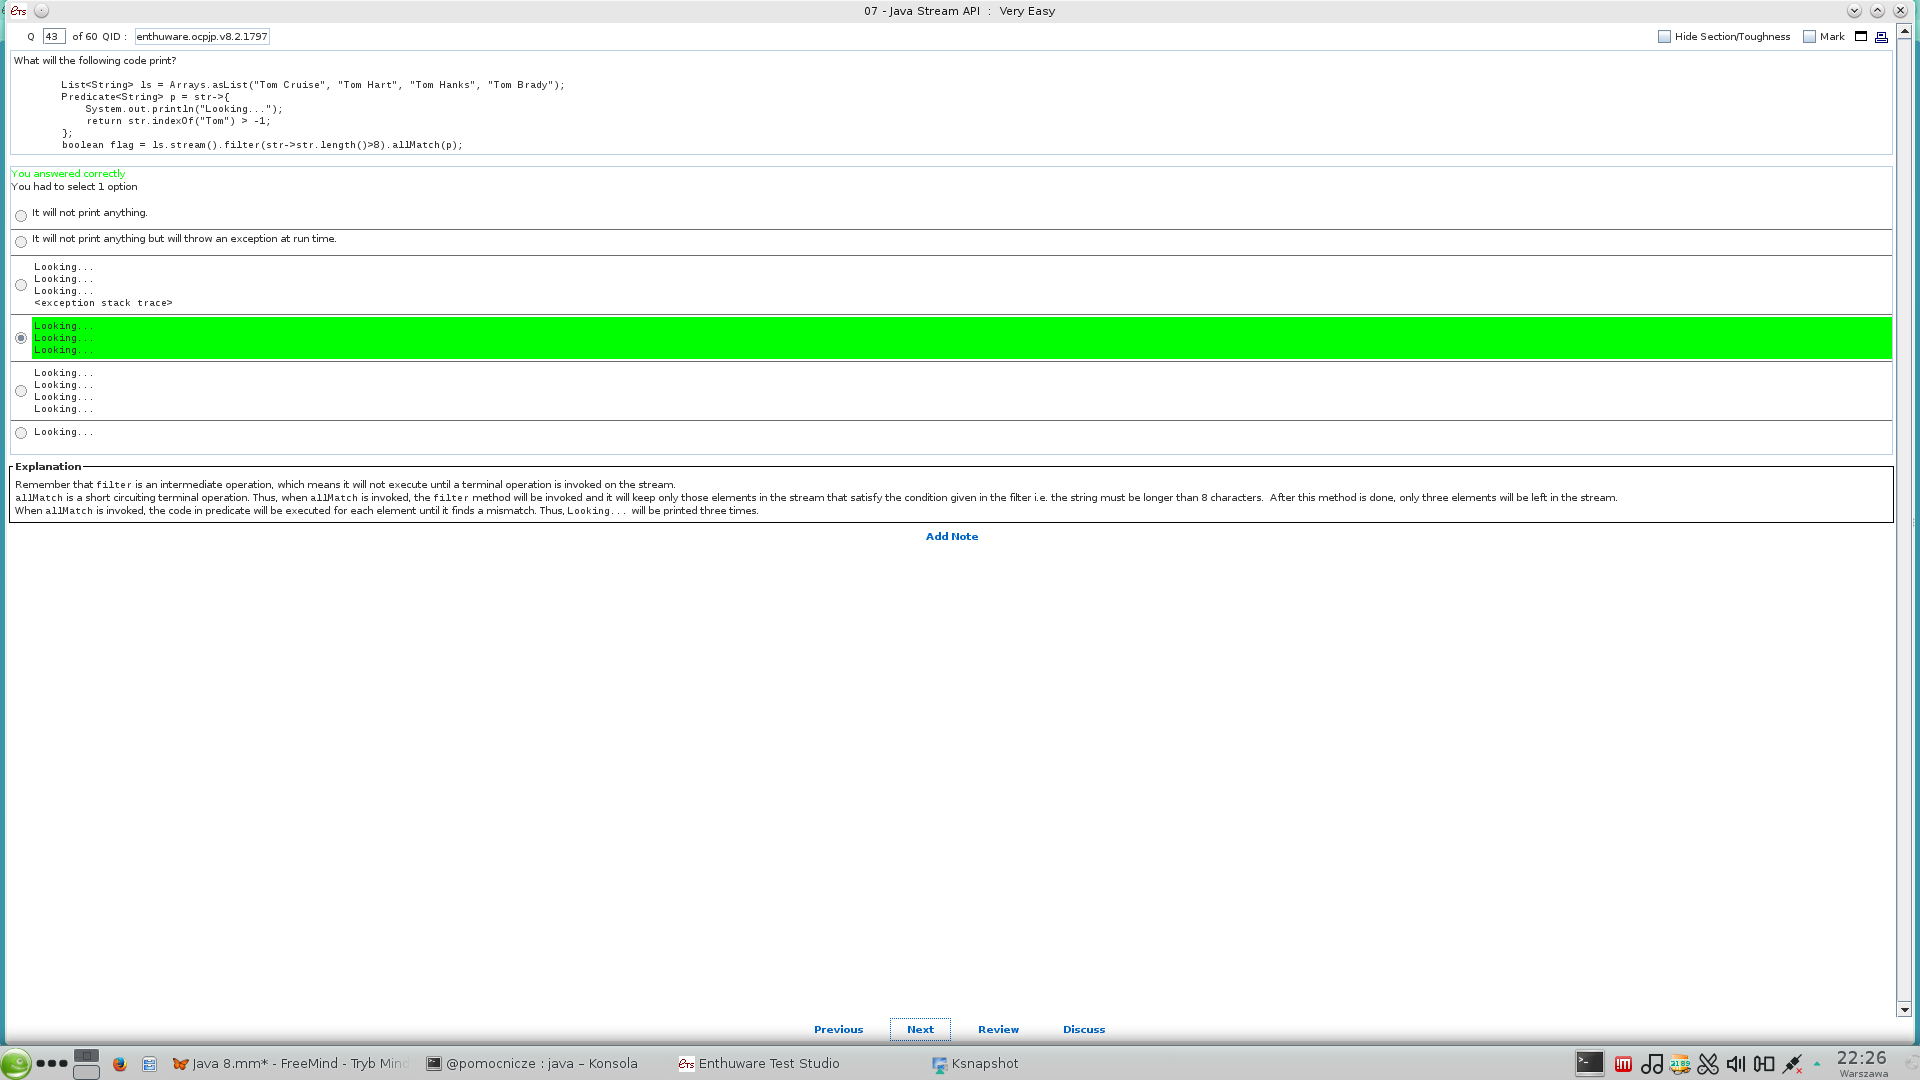 07 - Java Stream API : Very Easy
Q 43 of 60 QID : enthuware.ocpjp.v8.2.1797
Hide Section/Toughness Mark
What will the following code print?
List<String> ls = Arrays.asList("Tom Cruise", "Tom Hart", "Tom Hanks", "Tom Brady");
Predicate<String> p = str->{
System.out.println("Looking...");
return str.indexOf("Tom") > -1;
};
boolean flag = ls.stream().filter(str->str.length()>8).allMatch(p);
You answered correctly
You had to select 1 option
It will not print anything.
It will not print anything but will throw an exception at run time.
Looking...
Looking...
Looking...
<exception stack trace>
Looking...
Looking...
Looking...
Looking...
Looking...
Looking...
Looking...
Looking...
Explanation
Remember that filter is an intermediate operation, which means it will not execute until a terminal operation is invoked on the stream.
allMatch is a short circuiting terminal operation. Thus, when allMatch is invoked, the filter method will be invoked and it will keep only those elements in the stream that satisfy the condition given in the filter i.e. the string must be longer than 8 characters. After this method is done, only three elements will be left in the stream.
When allMatch is invoked, the code in predicate will be executed for each element until it finds a mismatch. Thus, Looking... will be printed three times.
Add Note
Previous Next Review Discuss
Java 8.mm* - FreeMind - Tryb Mind @pomocnicze : java – Konsola Enthuware Test Studio Ksnapshot
22:26
Warszawa